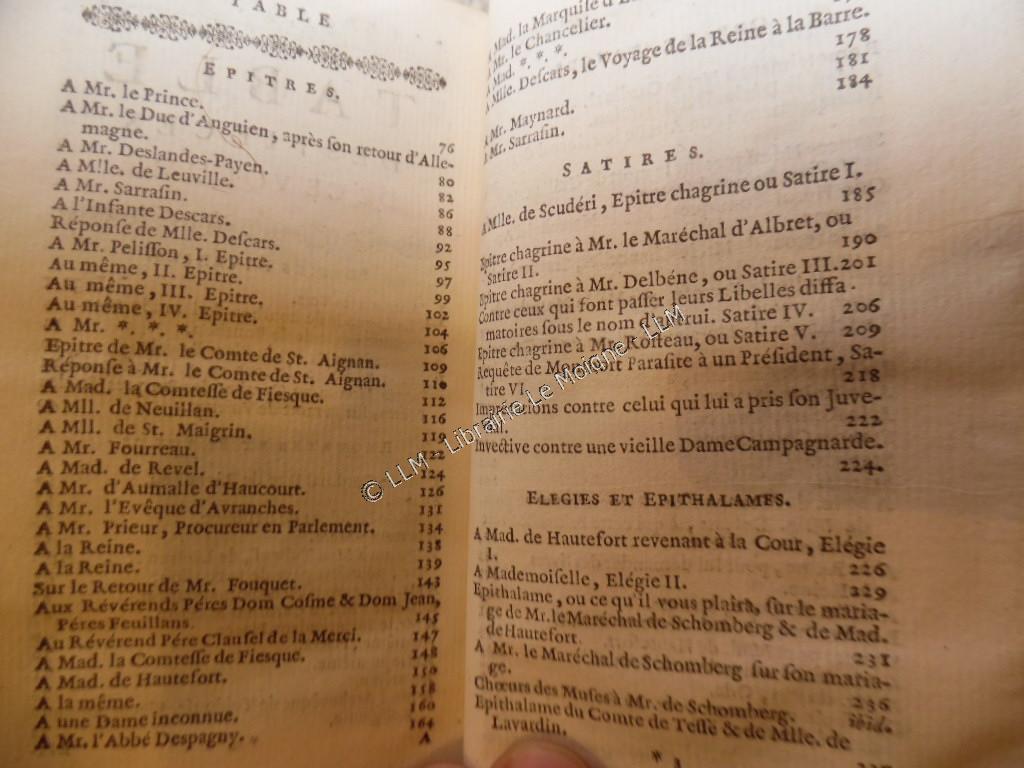 TABLE
EPITRES.
A Mr. le Prince.
A Mr. le Duc d'Anguien, après son retour d'Alle-
magne. 76
A Mr. Deslandes-Payen. 80
A M'le. de Leuville. 82
A Mr. Sarrasin. 86
A l'Infante Descars. 88
Réponse de Mlle. Descars. 92
A Mr. Pelisson, I. Epitre. 95
Au même, II. Epitre. 97
Au même, III. Epitre. 99
Au même, IV. Epitre. 102
A Mr. *. *. *. 104
Epitre de Mr. le Comte de St. Aignan. 106
Réponse à Mr. le Comte de St. Aignan. 109
A Mad. la Comtesse de Fiesque. 110
A Mll. de Neuillan. 112
A Mll. de St. Maigrin. 116
A Mr. Fourreau. 119
A Mad. de Revel. 122
A Mr. d'Aumalle d'Haucourt. 124
A Mr. l'Evêque d'Avranches. 126
A Mr. Prieur, Procureur en Parlement. 131
A la Reine. 134
A la Reine. 138
Sur le Retour de Mr. Fouquet. 139
Aux Révérends Péres Dom Cosme & Dom Jean, 143
Péres Feuillans. 145
Au Révérend Pére Clausel de la Merci. 147
A Mad. la Comtesse de Fiesque. 148
A Mad. de Hautefort. 150
A la même. 158
A une Dame inconnue. 160
A Mr. l'Abbé Despagny. 164
A
A Mad. la Marquise
A Mr. le Chancelier.
A Mad. *. *. *.
A Mlle. Descars, le Voyage de la Reine à la Barre.
178
A Mr. Maynard. 181
A Mr. Sarrasin. 184
SATIRES.
A Mlle. de Scudéri, Epitre chagrine ou Satire I.
185
Epitre chagrine à Mr. le Maréchal d'Albret, ou
Satire II. 190
Epitre chagrine à Mr. Delbéne, ou Satire III. 201
Contre ceux qui font passer leurs Libelles diffa-
matoires sous le nom d'autrui. Satire IV. 206
Epitre chagrine à Mr. Rosteau, ou Satire V. 209
Requête de Parasite à un Président, Sa-
tire VI. 218
Imprécations contre celui qui lui a pris son Juve-
nal. 222
Invective contre une vieille Dame Campagnarde.
224.
ELEGIES ET EPITHALAMES.
A Mad. de Hautefort revenant à la Cour, Elégie
I. 226
A Mademoiselle, Elégie II. 229
Epithalame, ou ce qu'il vous plaira, sur le maria-
ge de Mr. le Maréchal de Schomberg & de Mad.
de Hautefort. 231
A Mr. le Maréchal de Schomberg sur son maria-
ge. 236
Chœurs des Muses à Mr. de Schomberg. ibid.
Epithalame du Comte de Tessé & de Mlle. de
Lavardin.
© LLM - Librairie Le Moigne - LLM